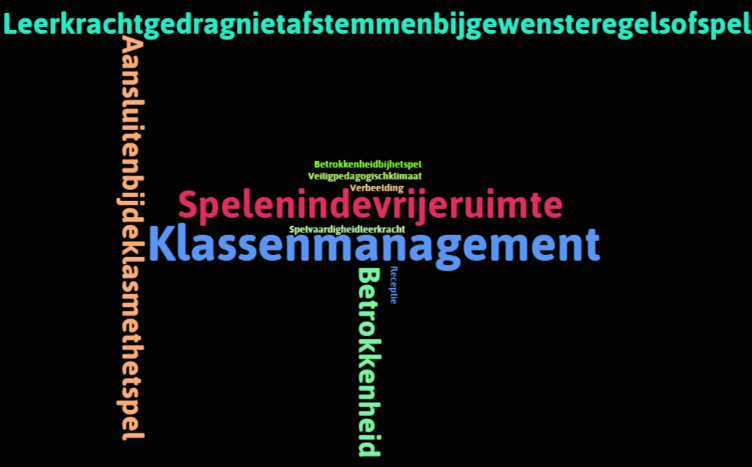 Leerkrachtgedragnietafstemmenbijgewensteregelsofspel
Aansluitenbijdeklasmethetspel
Betrokkenheidbijhetspel
Veiligpedagogischklimaat
Verbeelding
Spelenindevrijeruimte
Spelvaardigheidleerkracht
Klassenmanagement
Betrokkenheid
Receptie